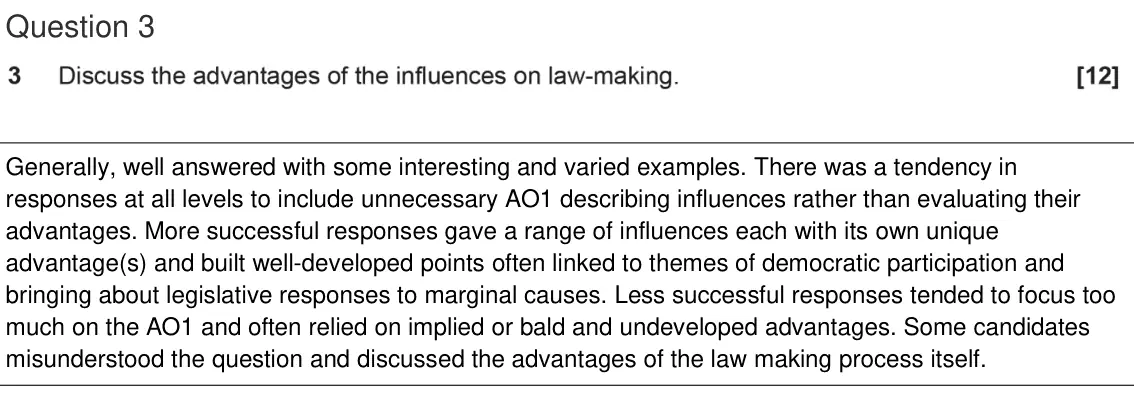 Question 3
3 Discuss the advantages of the influences on law-making. [12]
Generally, well answered with some interesting and varied examples. There was a tendency in
responses at all levels to include unnecessary AO1 describing influences rather than evaluating their
advantages. More successful responses gave a range of influences each with its own unique
advantage(s) and built well-developed points often linked to themes of democratic participation and
bringing about legislative responses to marginal causes. Less successful responses tended to focus too
much on the AO1 and often relied on implied or bald and undeveloped advantages. Some candidates
misunderstood the question and discussed the advantages of the law making process itself.